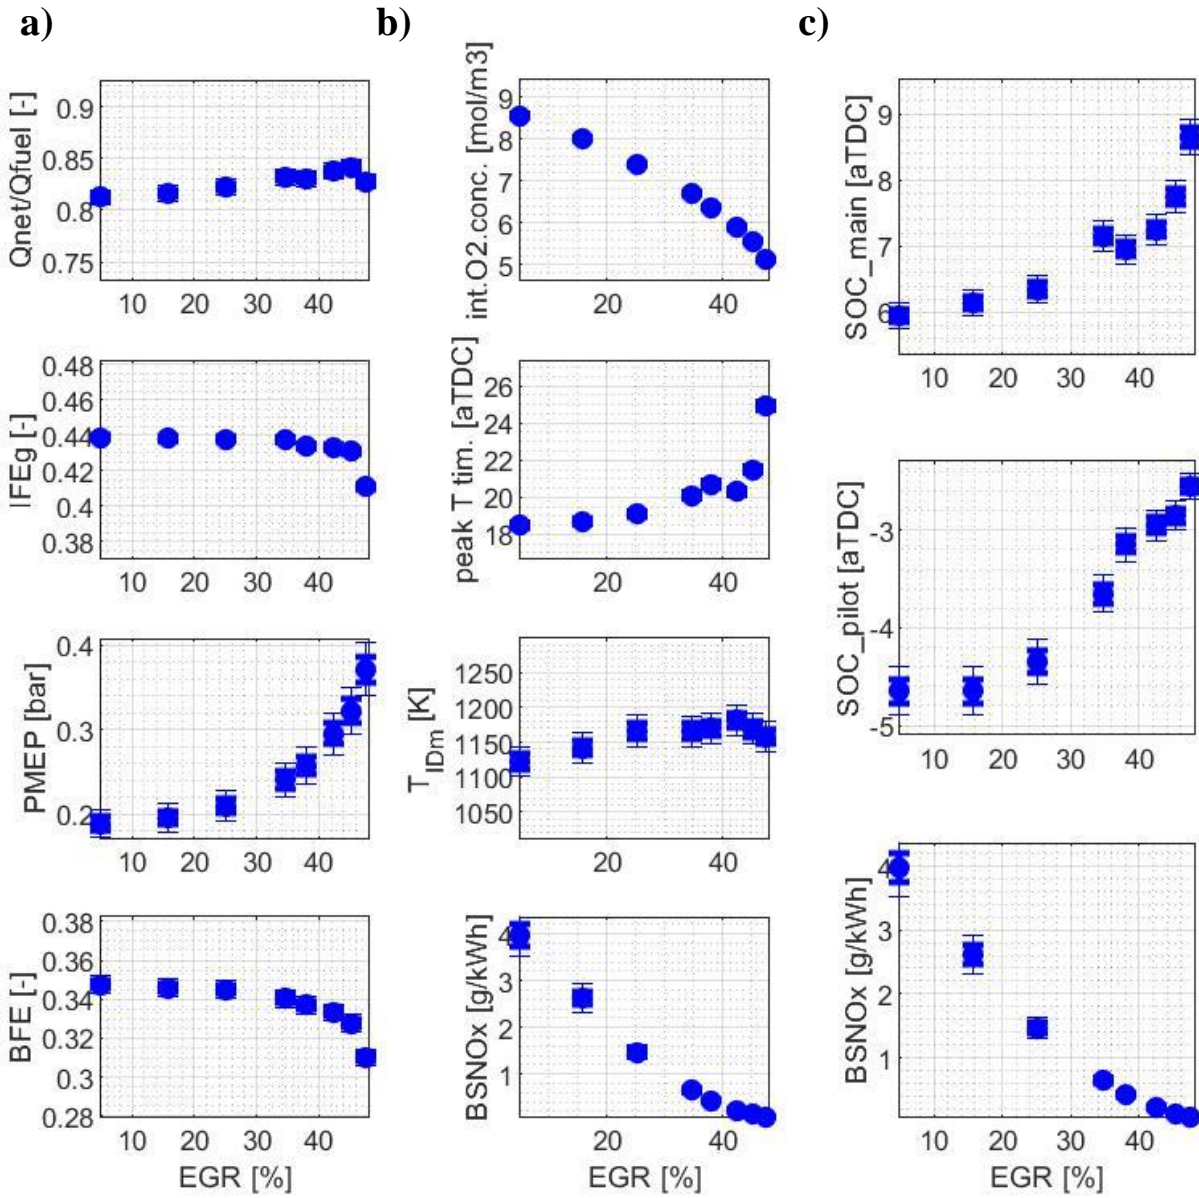 a)
b)
c)
Qnet/Qfuel [-]
0.9
0.85
0.8
0.75
10 20 30 40
IFEg [-]
0.48
0.46
0.44
0.42
0.4
0.38
10 20 30 40
PMEP [bar]
0.4
0.3
0.2
10 20 30 40
BFE [-]
0.38
0.36
0.34
0.32
0.3
0.28
10 20 30 40
EGR [%]
int.O2.conc. [mol/m3]
9
8
7
6
5
20 40
peak T tim. [aTDC]
26
24
22
20
18
20 40
T_IDm [K]
1250
1200
1150
1100
1050
20 40
BSNOx [g/kWh]
4
3
2
1
20 40
EGR [%]
SOC_main [aTDC]
9
8
7
6
10 20 30 40
SOC_pilot [aTDC]
-3
-4
-5
10 20 30 40
BSNOx [g/kWh]
4
3
2
1
10 20 30 40
EGR [%]